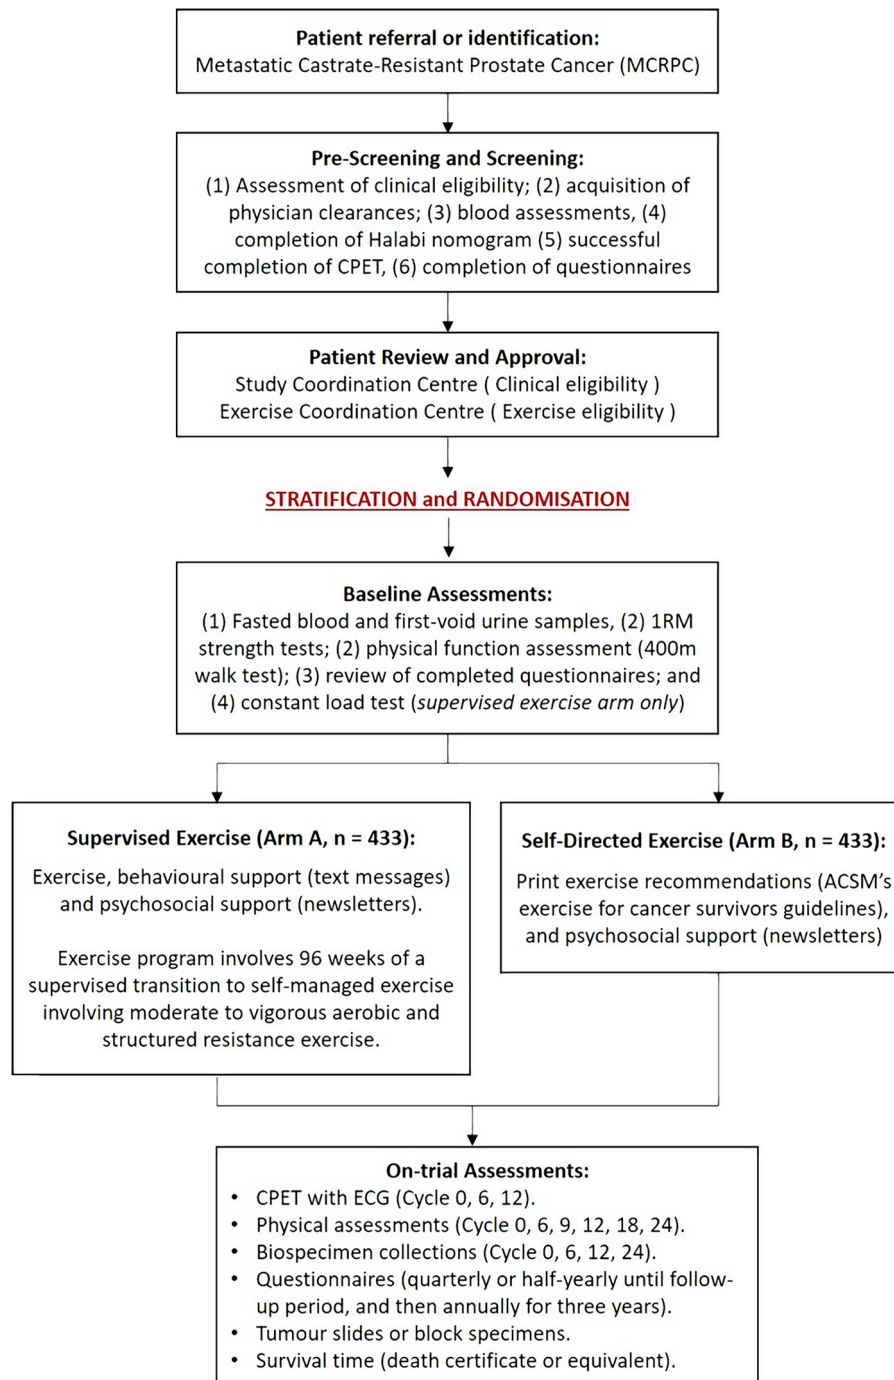 Patient referral or identification:
Metastatic Castrate-Resistant Prostate Cancer (MCRPC)
Pre-Screening and Screening:
(1) Assessment of clinical eligibility; (2) acquisition of
physician clearances; (3) blood assessments, (4)
completion of Halabi nomogram (5) successful
completion of CPET, (6) completion of questionnaires
Patient Review and Approval:
Study Coordination Centre ( Clinical eligibility )
Exercise Coordination Centre ( Exercise eligibility )
STRATIFICATION and RANDOMISATION
Baseline Assessments:
(1) Fasted blood and first-void urine samples, (2) 1RM
strength tests; (2) physical function assessment (400m
walk test); (3) review of completed questionnaires; and
(4) constant load test (supervised exercise arm only)
Supervised Exercise (Arm A, n = 433):
Exercise, behavioural support (text messages)
and psychosocial support (newsletters).
Exercise program involves 96 weeks of a
supervised transition to self-managed exercise
involving moderate to vigorous aerobic and
structured resistance exercise.
Self-Directed Exercise (Arm B, n = 433):
Print exercise recommendations (ACSM's
exercise for cancer survivors guidelines),
and psychosocial support (newsletters)
On-trial Assessments:
• CPET with ECG (Cycle 0, 6, 12).
• Physical assessments (Cycle 0, 6, 9, 12, 18, 24).
• Biospecimen collections (Cycle 0, 6, 12, 24).
• Questionnaires (quarterly or half-yearly until follow-
up period, and then annually for three years).
• Tumour slides or block specimens.
• Survival time (death certificate or equivalent).